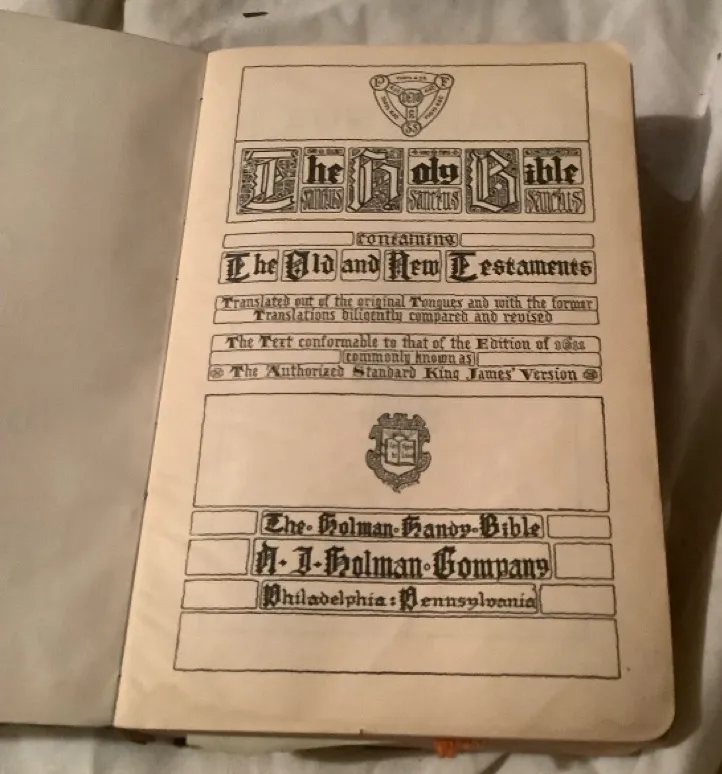 P F
DEUS
SS
The Holy Bible
sanctus sanctus sanctus
containing
The Old and New Testaments
Translated out of the original Tongues and with the former
Translations diligently compared and revised
The Text conformable to that of the Edition of
commonly known as
The Authorized Standard King James' Version
The Holman Handy Bible
A. J. Holman Company
Philadelphia : Pennsylvania